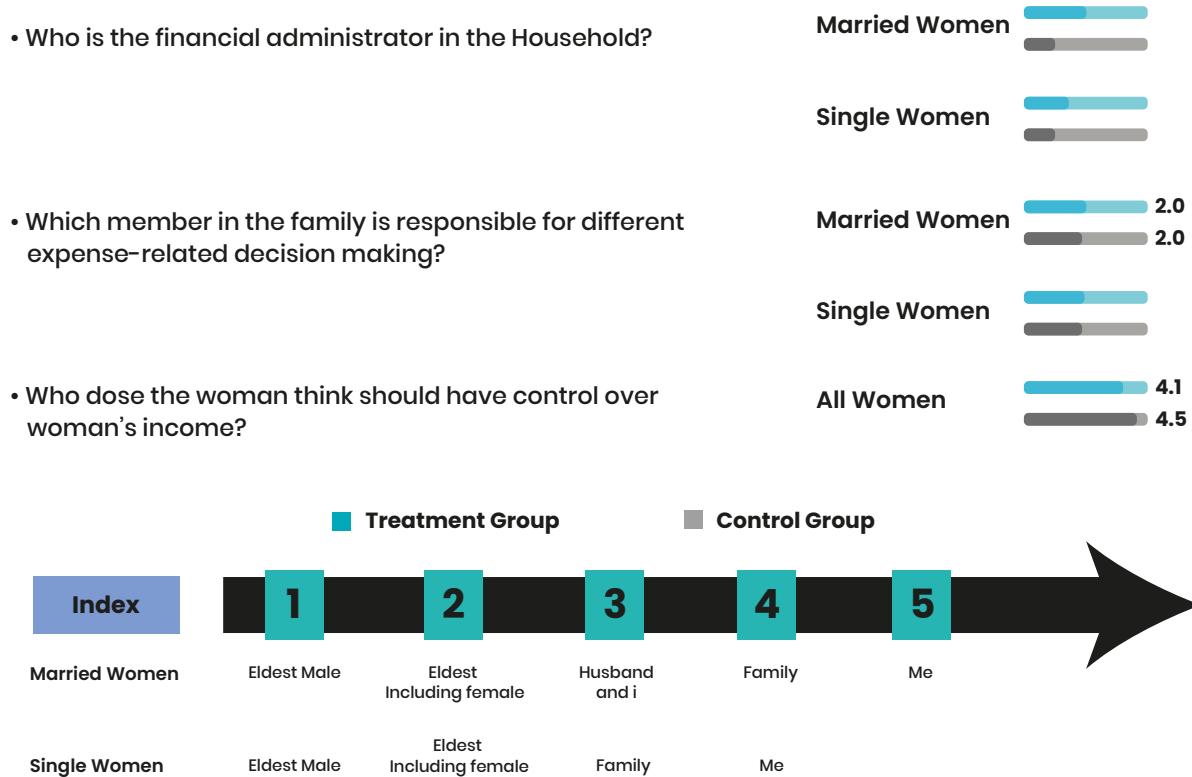 • Who is the financial administrator in the Household?
Married Women
Single Women
• Which member in the family is responsible for different
expense-related decision making?
Married Women
2.0
2.0
Single Women
• Who dose the woman think should have control over
woman's income?
All Women
4.1
4.5
Treatment Group
Control Group
Index
1
2
3
4
5
Married Women
Eldest Male
Eldest
Including female
Husband
and i
Family
Me
Single Women
Eldest Male
Eldest
Including female
Family
Me